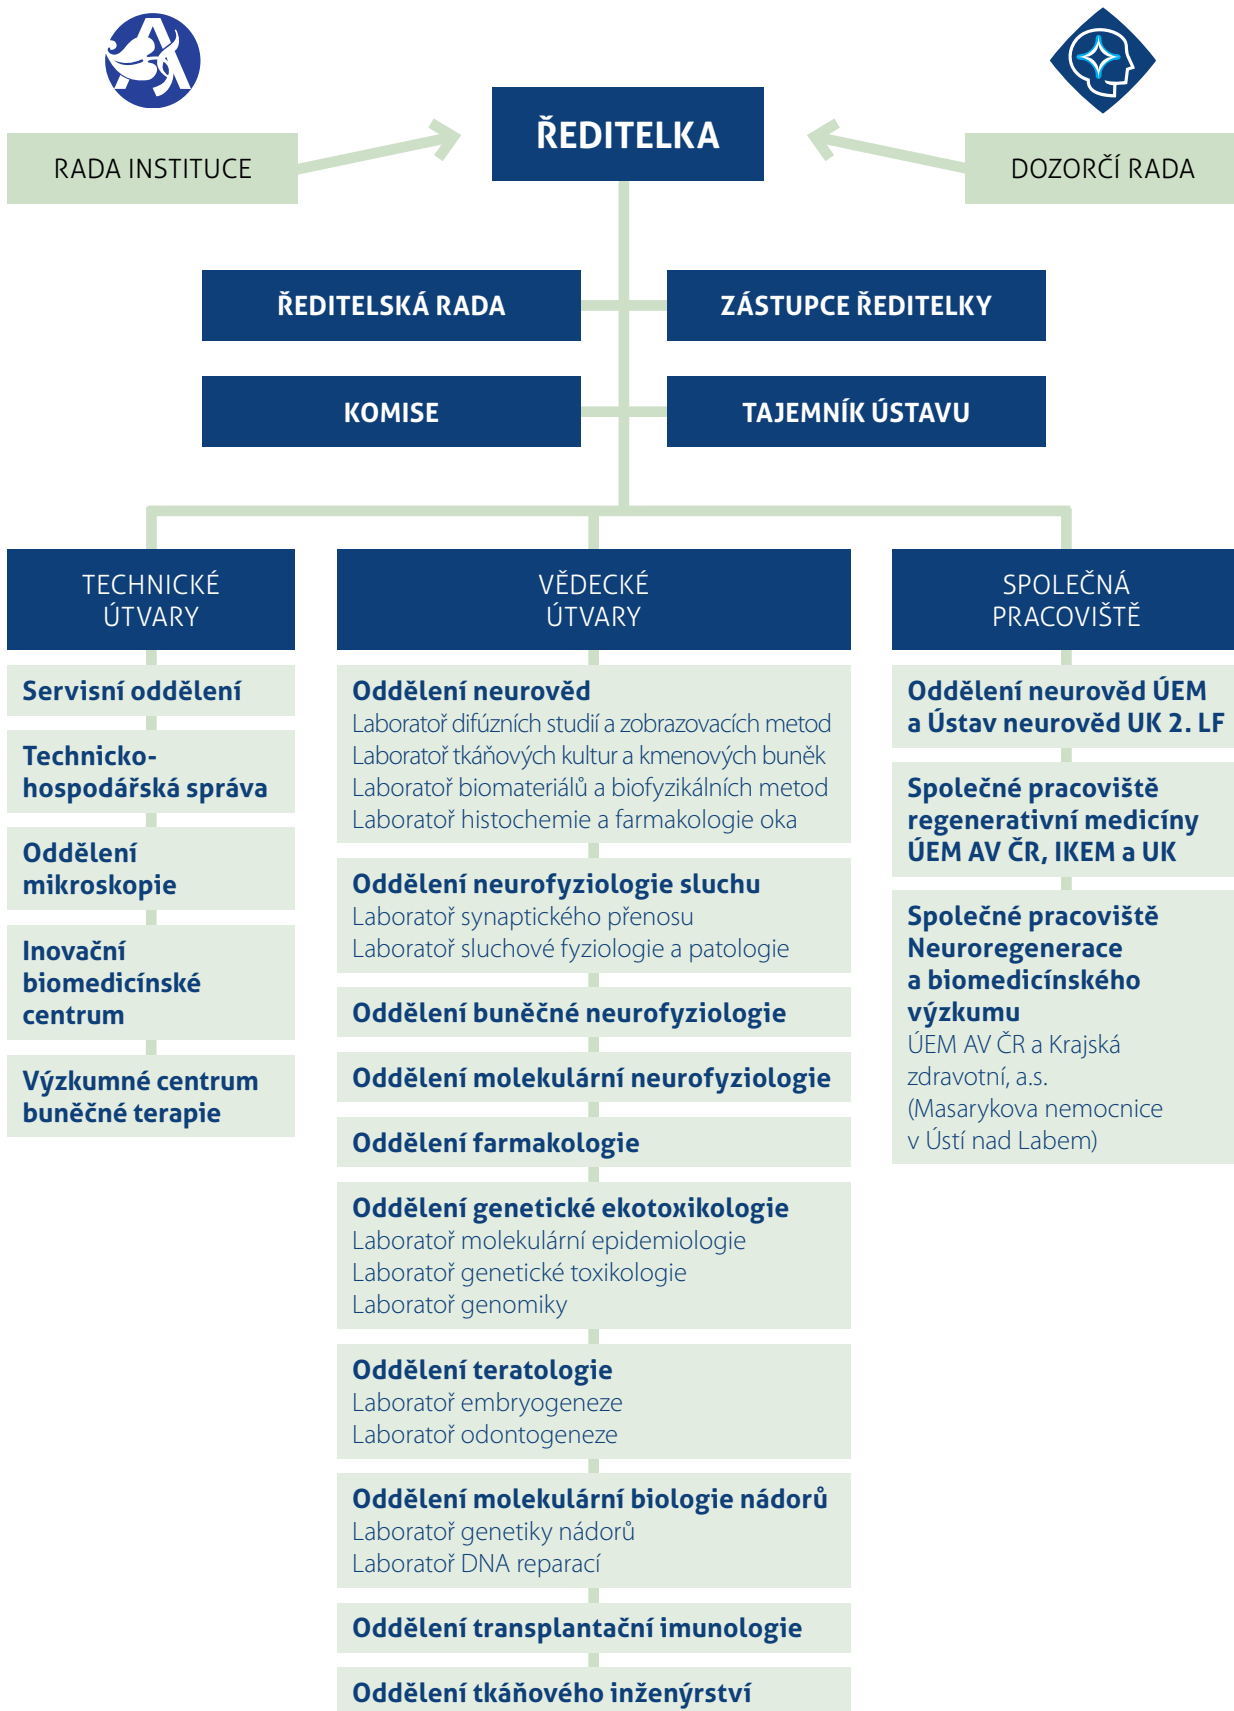 RADA INSTITUCE
ŘEDITELKA
DOZORČÍ RADA
ŘEDITELSKÁ RADA
ZÁSTUPCE ŘEDITELKY
KOMISE
TAJEMNÍK ÚSTAVU
TECHNICKÉ
ÚTVARY
Servisní oddělení
Technicko-
hospodářská správa
Oddělení
mikroskopie
Inovační
biomedicínské
centrum
Výzkumné centrum
buněčné terapie
VĚDECKÉ
ÚTVARY
Oddělení neurověd
Laboratoř difúzních studií a zobrazovacích metod
Laboratoř tkáňových kultur a kmenových buněk
Laboratoř biomateriálů a biofyzikálních metod
Laboratoř histochemie a farmakologie oka
Oddělení neurofyziologie sluchu
Laboratoř synaptického přenosu
Laboratoř sluchové fyziologie a patologie
Oddělení buněčné neurofyziologie
Oddělení molekulární neurofyziologie
Oddělení farmakologie
Oddělení genetické ekotoxikologie
Laboratoř molekulární epidemiologie
Laboratoř genetické toxikologie
Laboratoř genomiky
Oddělení teratologie
Laboratoř embryogeneze
Laboratoř odontogeneze
Oddělení molekulární biologie nádorů
Laboratoř genetiky nádorů
Laboratoř DNA reparací
Oddělení transplantační imunologie
Oddělení tkáňového inženýrství
SPOLEČNÁ
PRACOVIŠTĚ
Oddělení neurověd ÚEM
a Ústav neurověd UK 2. LF
Společné pracoviště
regenerativní medicíny
ÚEM AV ČR, IKEM a UK
Společné pracoviště
Neuroregenerace
a biomedicínského
výzkumu
ÚEM AV ČR a Krajská
zdravotní, a.s.
(Masarykova nemocnice
v Ústí nad Labem)